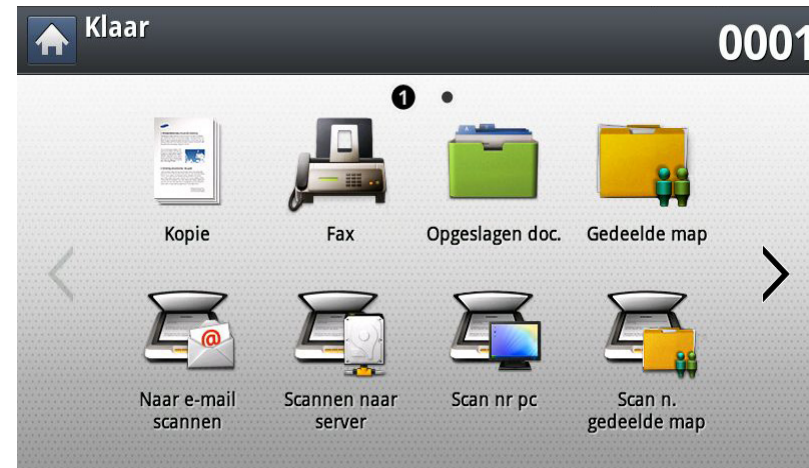 Klaar
0001
1
Kopie
Fax
Opgeslagen doc.
Gedeelde map
Naar e-mail
scannen
Scannen naar
server
Scan nr pc
Scan n.
gedeelde map